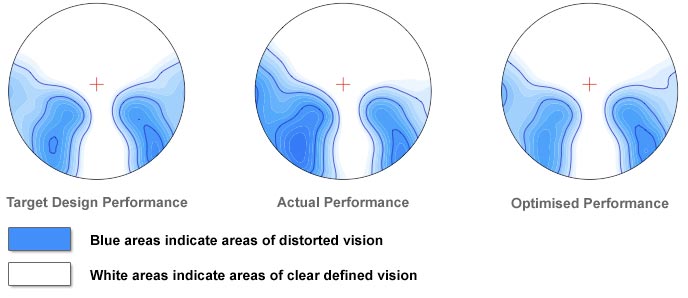 Target Design Performance
Actual Performance
Optimised Performance
Blue areas indicate areas of distorted vision
White areas indicate areas of clear defined vision